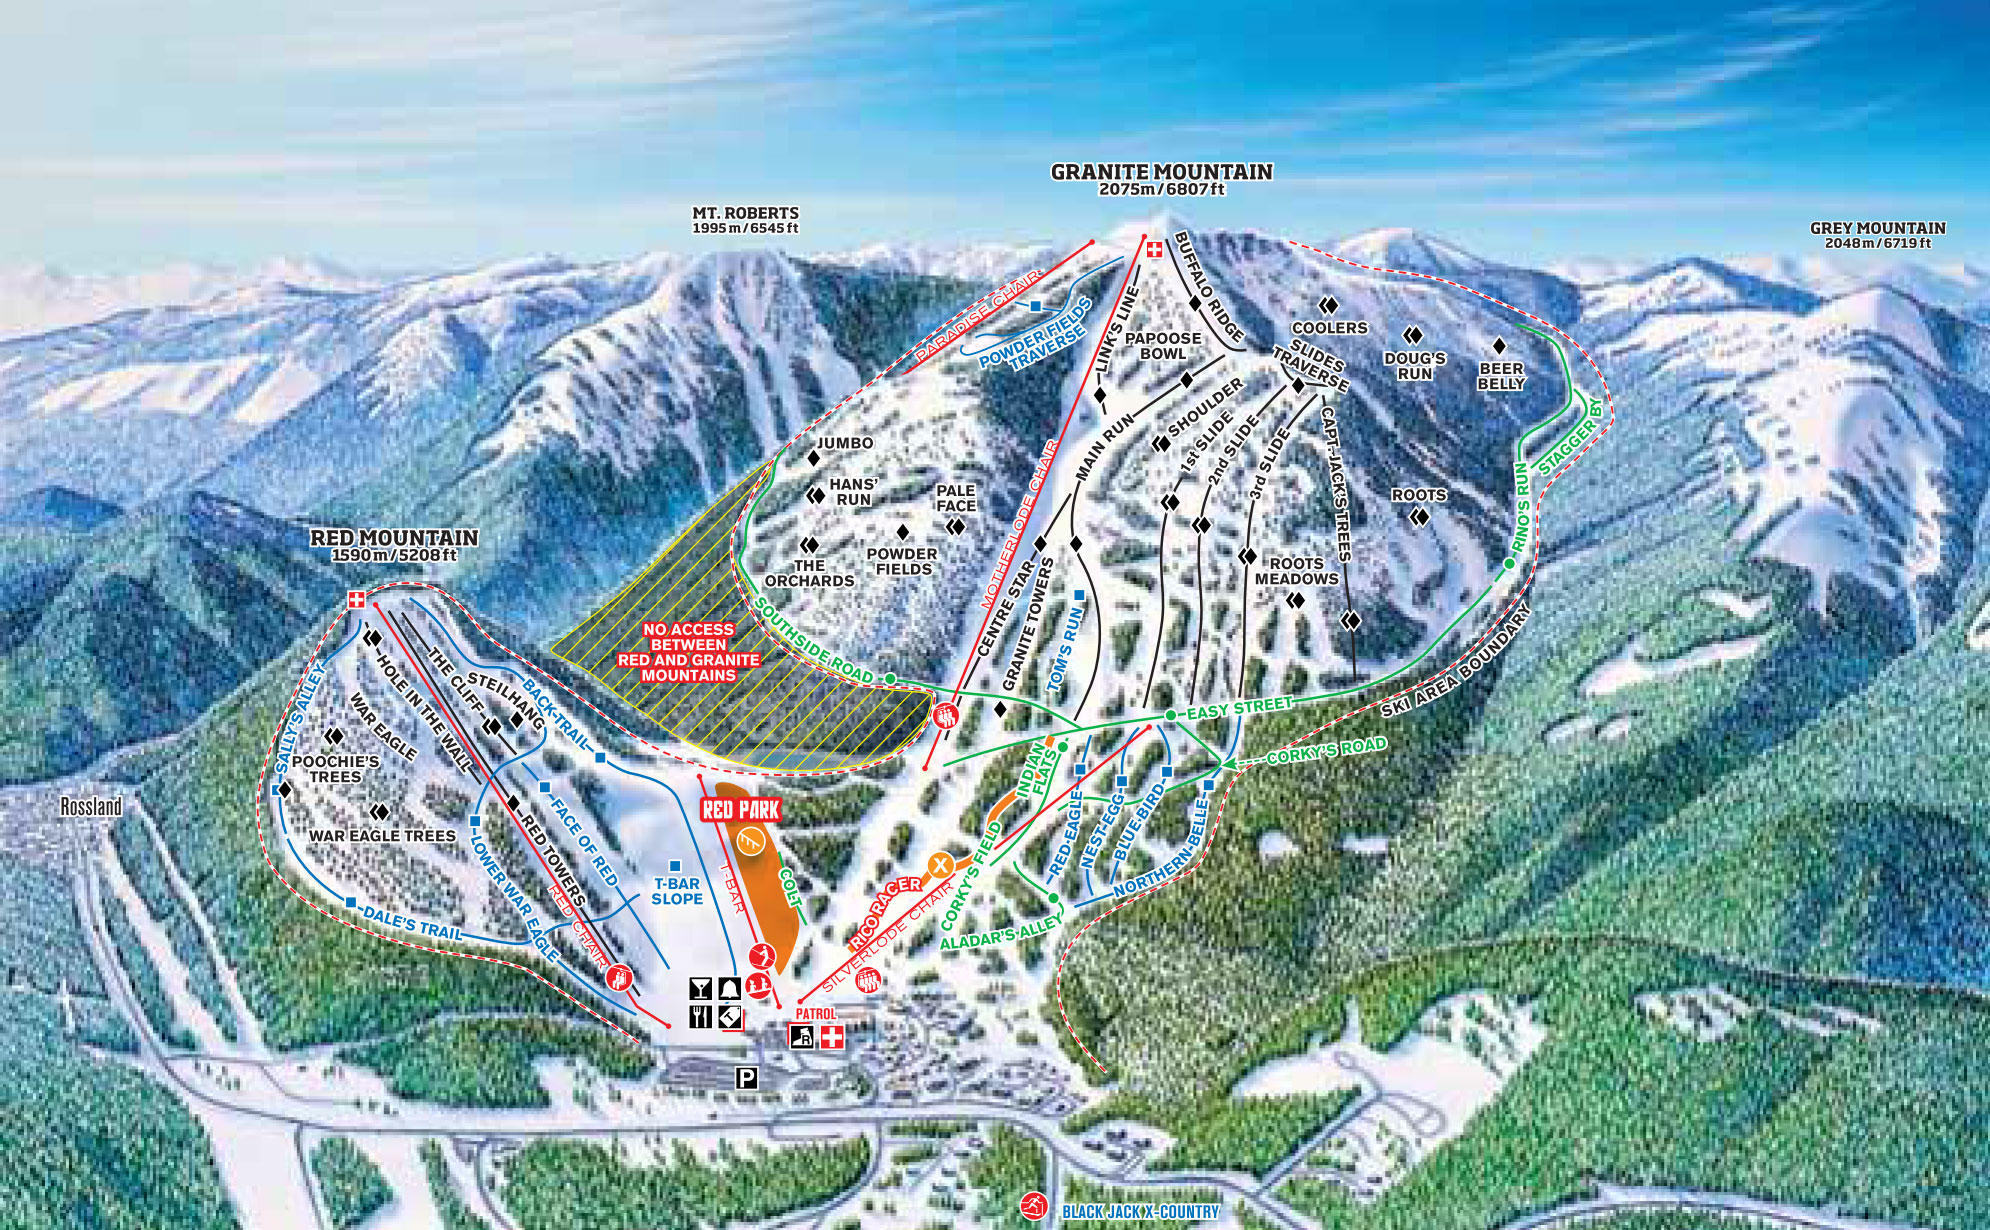 GRANITE MOUNTAIN
2075m/6807ft
MT. ROBERTS
1995m/6545ft
GREY MOUNTAIN
2048m/6719ft
RED MOUNTAIN
1590m/5208ft
PARADISE CHAIR
POWDER FIELDS
TRAVERSE
LINK'S LINE
BUFFALO RIDGE
PAPOOSE
BOWL
COOLERS
DOUG'S
RUN
BEER
BELLY
SLIDES
TRAVERSE
STAGGER BY
RINO'S RUN
MAIN RUN
SHOULDER
1st SLIDE
2nd SLIDE
3rd SLIDE
CAPT. JACK'S TREES
ROOTS
ROOTS
MEADOWS
JUMBO
HANS'
RUN
PALE
FACE
THE
ORCHARDS
POWDER
FIELDS
MOTHERLODE CHAIR
CENTRE STAR
GRANITE TOWERS
TOM'S RUN
SOUTHSIDE ROAD
NO ACCESS
BETWEEN
RED AND GRANITE
MOUNTAINS
EASY STREET
SKI AREA BOUNDARY
CORKY'S ROAD
INDIAN
FLATS
RED-EAGLE
NEST-EGG
BLUE BIRD
NORTHERN-BELLE
CORKY'S FIELD
ALADAR'S ALLEY
RICO RACER
X
SILVERLODE CHAIR
SALLY'S ALLEY
HOLE IN THE WALL
THE CLIFF
STEILHANG
BACK-TRAIL
WAR EAGLE
POOCHIE'S
TREES
WAR EAGLE TREES
DALE'S TRAIL
LOWER WAR EAGLE
RED TOWERS
RED CHAIR
FACE OF RED
T-BAR
SLOPE
T-BAR
RED PARK
COLT
Rossland
PATROL
R
P
BLACK JACK X-COUNTRY